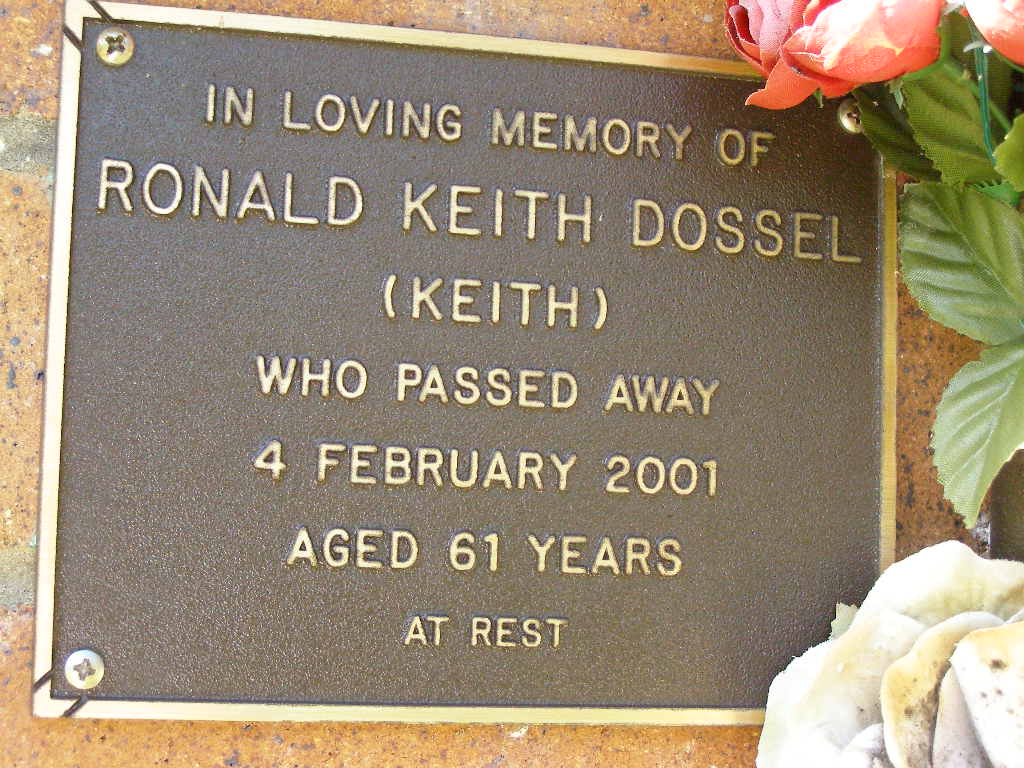 IN LOVING MEMORY OF
RONALD KEITH DOSSEL
(KEITH)
WHO PASSED AWAY
4 FEBRUARY 2001
AGED 61 YEARS
AT REST